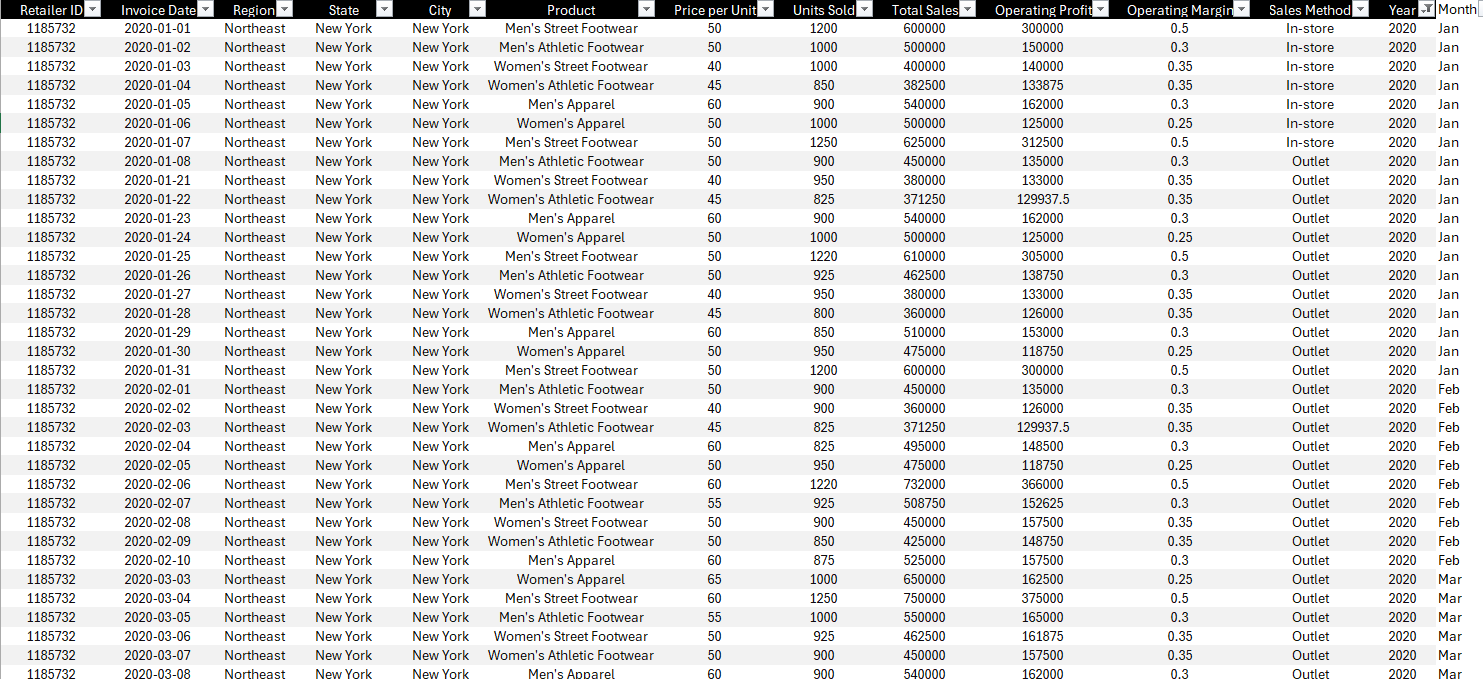 Retailer ID Invoice Date Region State City Product Price per Unit Units Sold Total Sales Operating Profit Operating Margin Sales Method Year Month
1185732 2020-01-01 Northeast New York New York Men's Street Footwear 50 1200 600000 300000 0.5 In-store 2020 Jan
1185732 2020-01-02 Northeast New York New York Men's Athletic Footwear 50 1000 500000 150000 0.3 In-store 2020 Jan
1185732 2020-01-03 Northeast New York New York Women's Street Footwear 40 1000 400000 140000 0.35 In-store 2020 Jan
1185732 2020-01-04 Northeast New York New York Women's Athletic Footwear 45 850 382500 133875 0.35 In-store 2020 Jan
1185732 2020-01-05 Northeast New York New York Men's Apparel 60 900 540000 162000 0.3 In-store 2020 Jan
1185732 2020-01-06 Northeast New York New York Women's Apparel 50 1000 500000 125000 0.25 In-store 2020 Jan
1185732 2020-01-07 Northeast New York New York Men's Street Footwear 50 1250 625000 312500 0.5 In-store 2020 Jan
1185732 2020-01-08 Northeast New York New York Men's Athletic Footwear 50 900 450000 135000 0.3 Outlet 2020 Jan
1185732 2020-01-21 Northeast New York New York Women's Street Footwear 40 950 380000 133000 0.35 Outlet 2020 Jan
1185732 2020-01-22 Northeast New York New York Women's Athletic Footwear 45 825 371250 129937.5 0.35 Outlet 2020 Jan
1185732 2020-01-23 Northeast New York New York Men's Apparel 60 900 540000 162000 0.3 Outlet 2020 Jan
1185732 2020-01-24 Northeast New York New York Women's Apparel 50 1000 500000 125000 0.25 Outlet 2020 Jan
1185732 2020-01-25 Northeast New York New York Men's Street Footwear 50 1220 610000 305000 0.5 Outlet 2020 Jan
1185732 2020-01-26 Northeast New York New York Men's Athletic Footwear 50 925 462500 138750 0.3 Outlet 2020 Jan
1185732 2020-01-27 Northeast New York New York Women's Street Footwear 40 950 380000 133000 0.35 Outlet 2020 Jan
1185732 2020-01-28 Northeast New York New York Women's Athletic Footwear 45 800 360000 126000 0.35 Outlet 2020 Jan
1185732 2020-01-29 Northeast New York New York Men's Apparel 60 850 510000 153000 0.3 Outlet 2020 Jan
1185732 2020-01-30 Northeast New York New York Women's Apparel 50 950 475000 118750 0.25 Outlet 2020 Jan
1185732 2020-01-31 Northeast New York New York Men's Street Footwear 50 1200 600000 300000 0.5 Outlet 2020 Jan
1185732 2020-02-01 Northeast New York New York Men's Athletic Footwear 50 900 450000 135000 0.3 Outlet 2020 Feb
1185732 2020-02-02 Northeast New York New York Women's Street Footwear 40 900 360000 126000 0.35 Outlet 2020 Feb
1185732 2020-02-03 Northeast New York New York Women's Athletic Footwear 45 825 371250 129937.5 0.35 Outlet 2020 Feb
1185732 2020-02-04 Northeast New York New York Men's Apparel 60 825 495000 148500 0.3 Outlet 2020 Feb
1185732 2020-02-05 Northeast New York New York Women's Apparel 50 950 475000 118750 0.25 Outlet 2020 Feb
1185732 2020-02-06 Northeast New York New York Men's Street Footwear 60 1220 732000 366000 0.5 Outlet 2020 Feb
1185732 2020-02-07 Northeast New York New York Men's Athletic Footwear 55 925 508750 152625 0.3 Outlet 2020 Feb
1185732 2020-02-08 Northeast New York New York Women's Street Footwear 50 900 450000 157500 0.35 Outlet 2020 Feb
1185732 2020-02-09 Northeast New York New York Women's Athletic Footwear 50 850 425000 148750 0.35 Outlet 2020 Feb
1185732 2020-02-10 Northeast New York New York Men's Apparel 60 875 525000 157500 0.3 Outlet 2020 Feb
1185732 2020-03-03 Northeast New York New York Women's Apparel 65 1000 650000 162500 0.25 Outlet 2020 Mar
1185732 2020-03-04 Northeast New York New York Men's Street Footwear 60 1250 750000 375000 0.5 Outlet 2020 Mar
1185732 2020-03-05 Northeast New York New York Men's Athletic Footwear 55 1000 550000 165000 0.3 Outlet 2020 Mar
1185732 2020-03-06 Northeast New York New York Women's Street Footwear 50 925 462500 161875 0.35 Outlet 2020 Mar
1185732 2020-03-07 Northeast New York New York Women's Athletic Footwear 50 900 450000 157500 0.35 Outlet 2020 Mar
1185732 2020-03-08 Northeast New York New York Men's Apparel 60 900 540000 162000 0.3 Outlet 2020 Mar